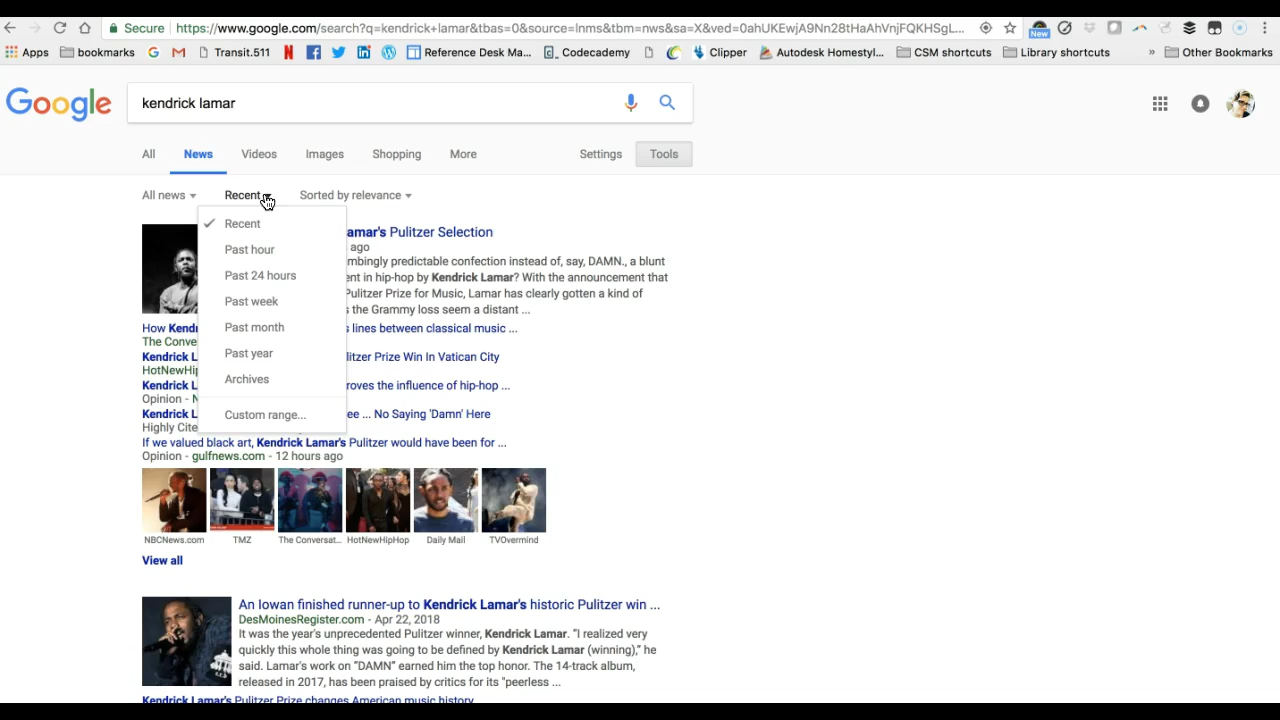 Secure https://www.google.com/search?q=kendrick+lamar&tbas=0&source=lnms&tbm=nws&sa=X&ved=0ahUKEwjA9Nn28tHaAhVnjFQKHSgL...
New
Apps bookmarks G Transit.511 N Reference Desk Ma... Codecademy Clipper Autodesk Homestyl... CSM shortcuts Library shortcuts » Other Bookmarks
Google kendrick lamar
All News Videos Images Shopping More Settings Tools
All news Recent Sorted by relevance
Recent
Past hour
Past 24 hours
Past week
Past month
Past year
Archives
Custom range...
amar's Pulitzer Selection
ago
mbingly predictable confection instead of, say, DAMN., a blunt
ent in hip-hop by Kendrick Lamar? With the announcement that
Pulitzer Prize for Music, Lamar has clearly gotten a kind of
s the Grammy loss seem a distant ...
How Kendr s lines between classical music ...
The Conve
Kendrick L litzer Prize Win In Vatican City
HotNewHip
Kendrick L roves the influence of hip-hop ...
Opinion - N
Kendrick L ee ... No Saying 'Damn' Here
Highly Cite
If we valued black art, Kendrick Lamar's Pulitzer would have been for ...
Opinion - gulfnews.com - 12 hours ago
NBCNews.com TMZ The Conversat... HotNewHipHop Daily Mail TVOvermind
View all
An Iowan finished runner-up to Kendrick Lamar's historic Pulitzer win ...
DesMoinesRegister.com - Apr 22, 2018
It was the year's unprecedented Pulitzer winner, Kendrick Lamar. "I realized very
quickly this whole thing was going to be defined by Kendrick Lamar (winning)," he
said. Lamar's work on "DAMN" earned him the top honor. The 14-track album,
released in 2017, has been praised by critics for its "peerless ...
Kendrick Lamar's Pulitzer Prize changes American music history